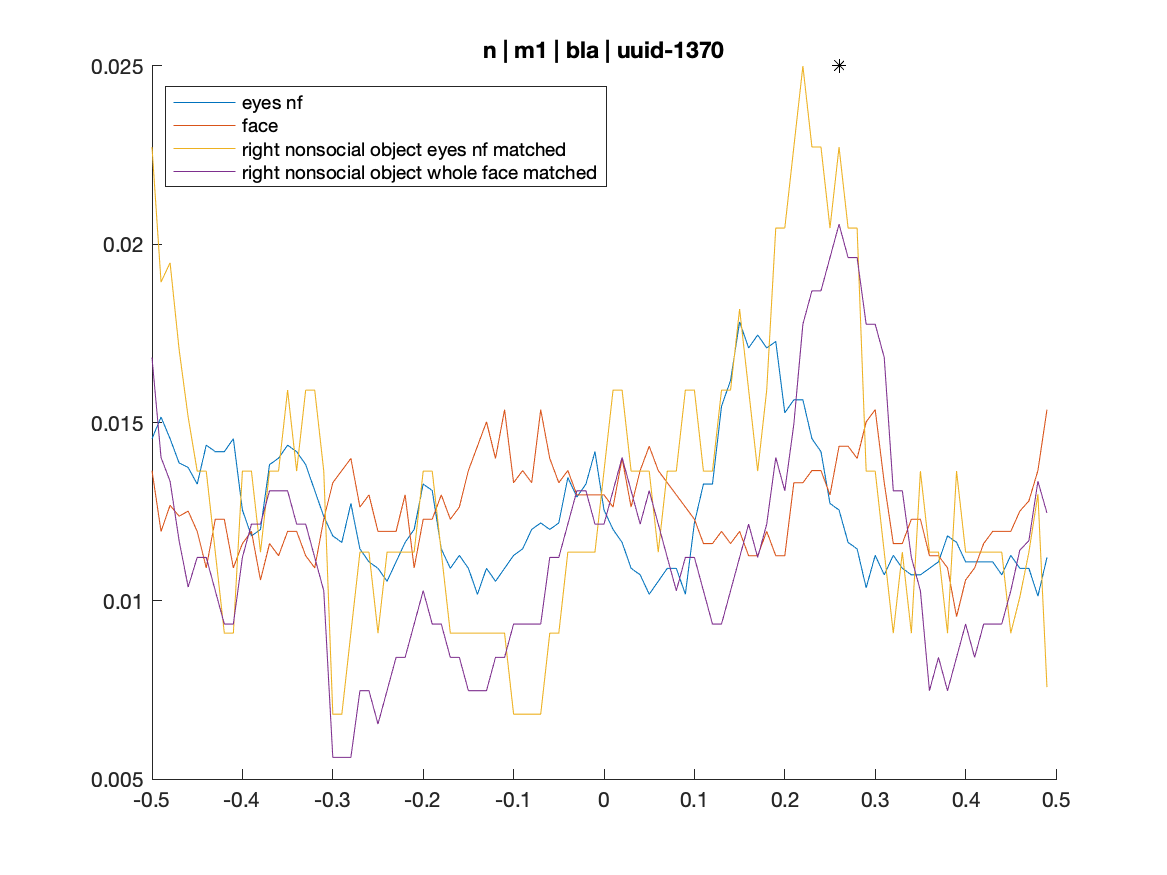 n | m1 | bla | uuid-1370
0.025
eyes nf
face
right nonsocial object eyes nf matched
right nonsocial object whole face matched
0.02
0.015
0.01
0.005
-0.5 -0.4 -0.3 -0.2 -0.1 0 0.1 0.2 0.3 0.4 0.5